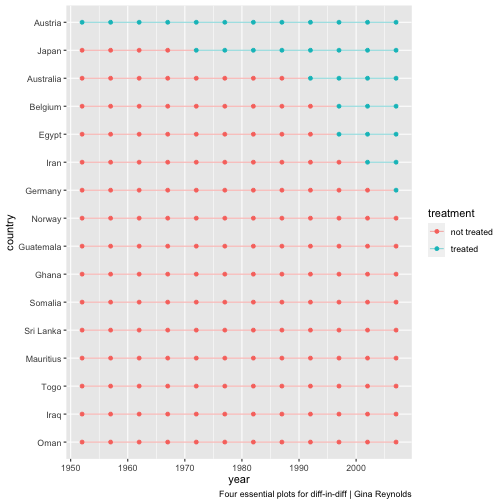 Austria
Japan
Australia
Belgium
Egypt
Iran
Germany
Norway
Guatemala
Ghana
Somalia
Sri Lanka
Mauritius
Togo
Iraq
Oman
country
1950 1960 1970 1980 1990 2000
year
treatment
not treated
treated
Four essential plots for diff-in-diff | Gina Reynolds